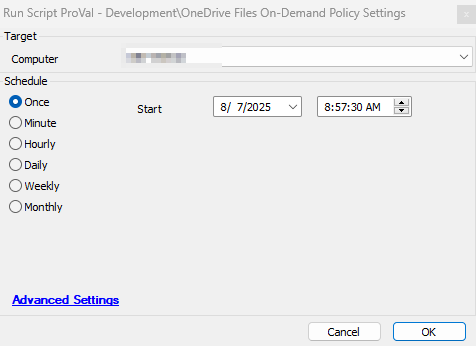 Run Script ProVal - Development\OneDrive Files On-Demand Policy Settings
Target
Computer
Schedule
Once
Start
8/ 7/2025
8:57:30 AM
Minute
Hourly
Daily
Weekly
Monthly
Advanced Settings
Cancel
OK